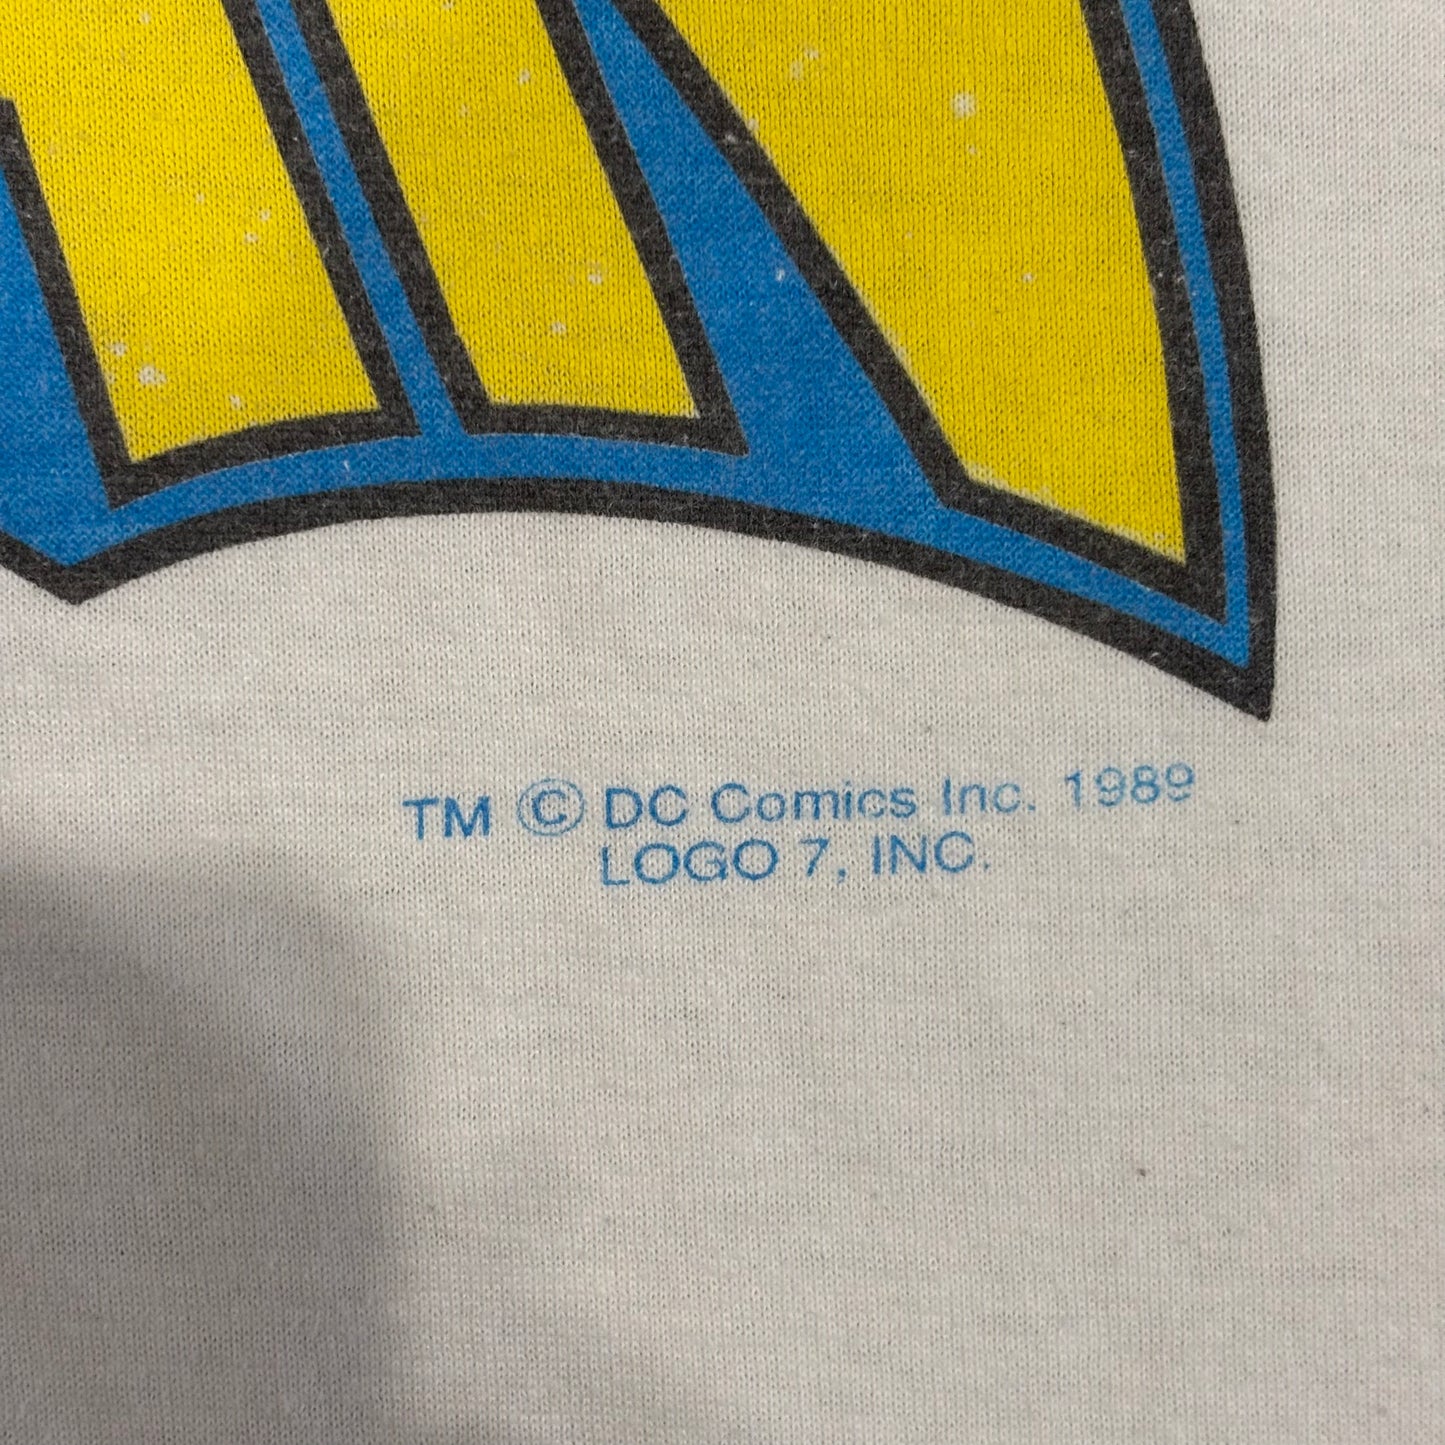 TM © DC Comics Inc. 1989
LOGO 7, INC.